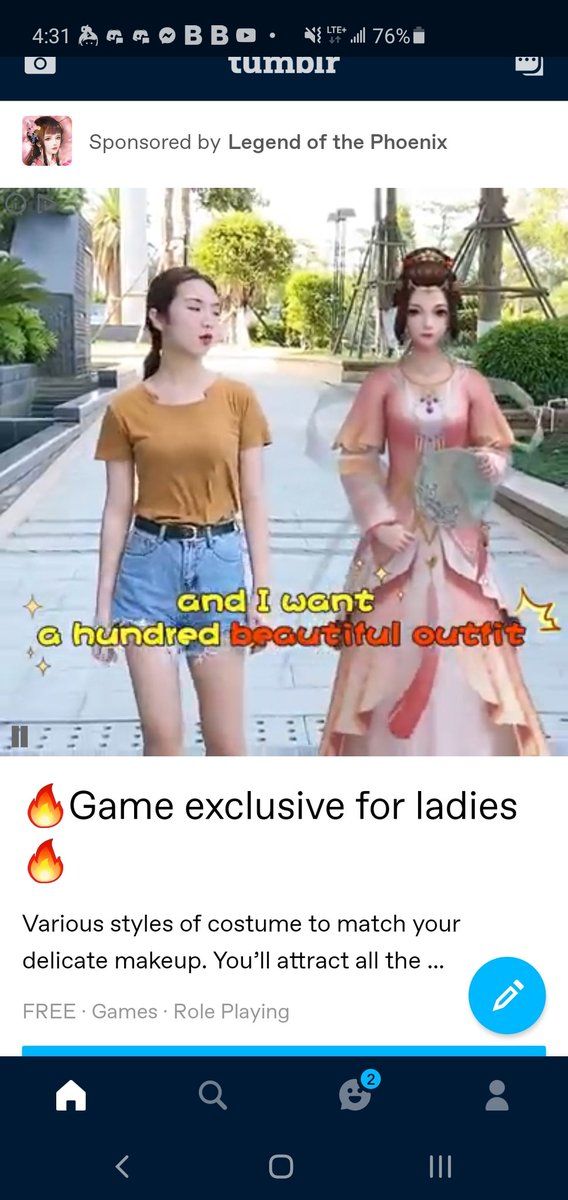 4:31
B B
LTE+
76%
tumblr
Sponsored by Legend of the Phoenix
and I want
a hundred beautiful outfit
🔥Game exclusive for ladies
🔥
Various styles of costume to match your
delicate makeup. You’ll attract all the ...
FREE · Games · Role Playing
2